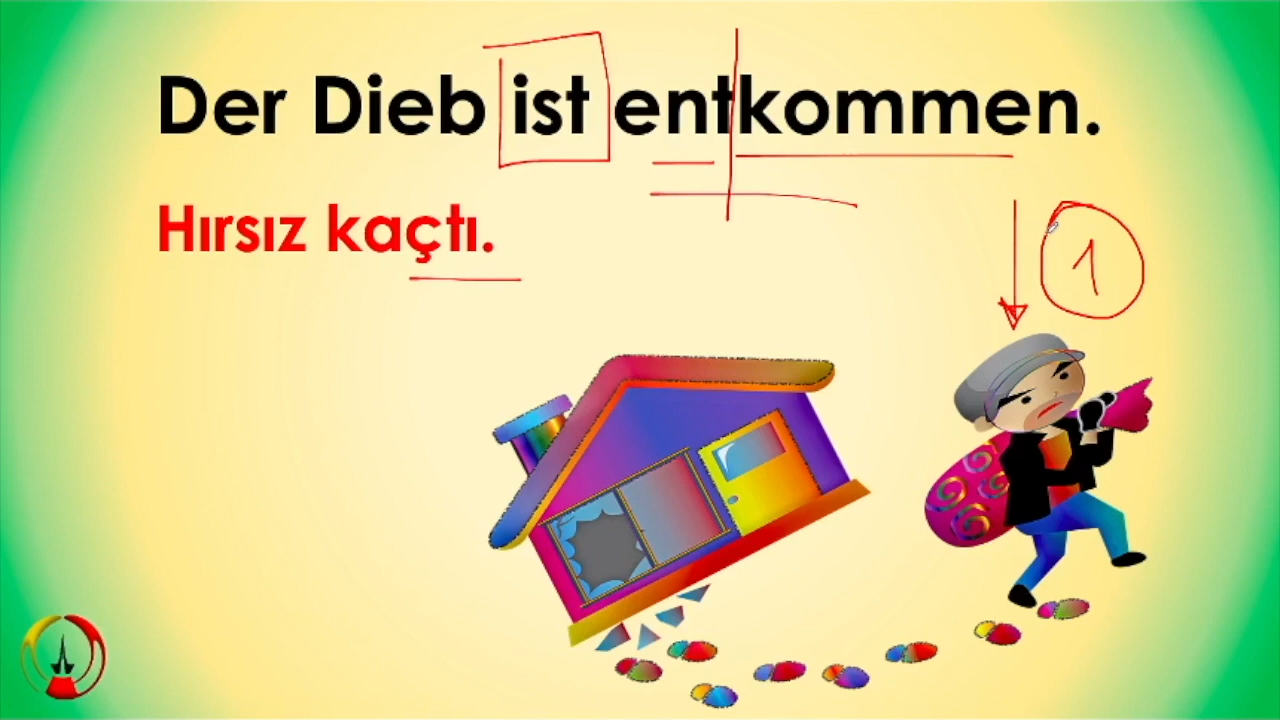 Der Dieb ist entkommen.
Hırsız kaçtı.
1